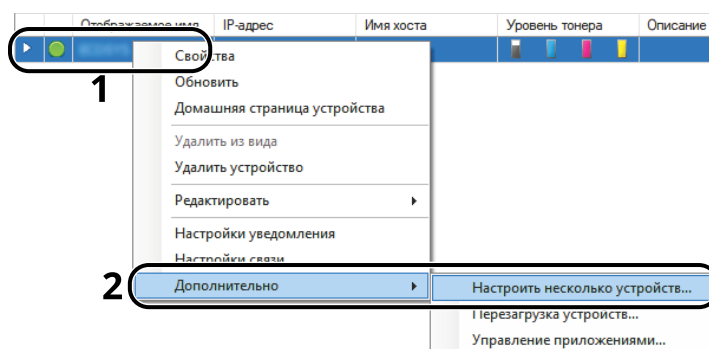 Отображаемое имя IP-адрес Имя хоста Уровень тонера Описание
1
Свойства
Обновить
Домашняя страница устройства
Удалить из вида
Удалить устройство
Редактировать
Настройки уведомления
Настройки связи
2 Дополнительно Настроить несколько устройств...
Перезагрузка устройств...
Управление приложениями...